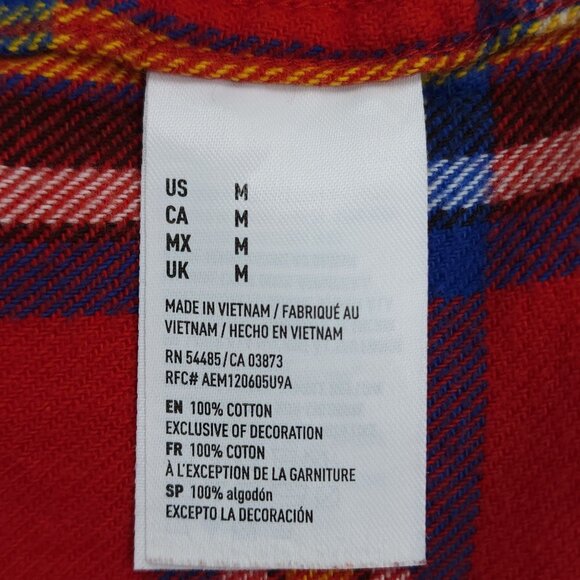 US M
CA M
MX M
UK M
MADE IN VIETNAM / FABRIQUÉ AU
VIETNAM / HECHO EN VIETNAM
RN 54485/CA 03873
RFC# AEM120605U9A
EN 100% COTTON
EXCLUSIVE OF DECORATION
FR 100% COTON
À L'EXCEPTION DE LA GARNITURE
SP 100% algodón
EXCEPTO LA DECORACIÓN